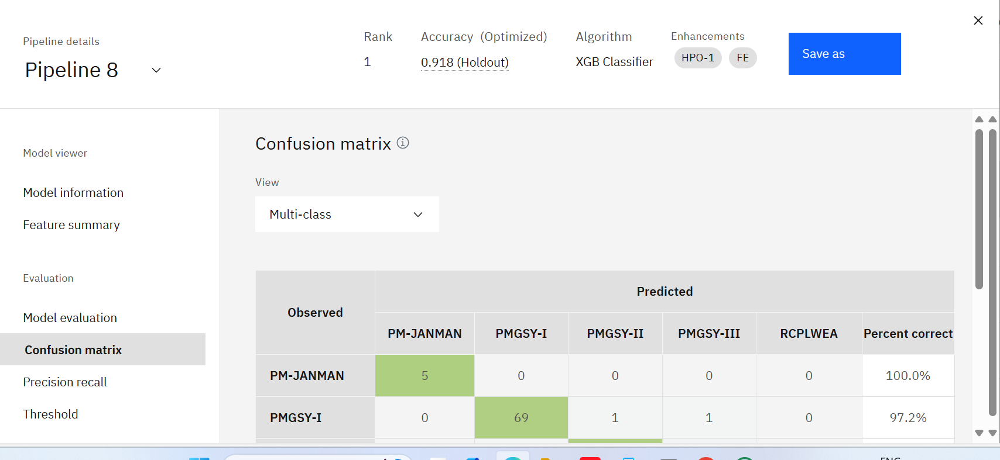 Pipeline details
Pipeline 8
Rank
1
Accuracy (Optimized)
0.918 (Holdout)
Algorithm
XGB Classifier
Enhancements
HPO-1 FE
Save as
Model viewer
Model information
Feature summary
Evaluation
Model evaluation
Confusion matrix
Precision recall
Threshold
Confusion matrix
View
Multi-class
Observed
Predicted
PM-JANMAN PMGSY-I PMGSY-II PMGSY-III RCPLWEA Percent correct
PM-JANMAN 5 0 0 0 0 100.0%
PMGSY-I 0 69 1 1 0 97.2%
ENG